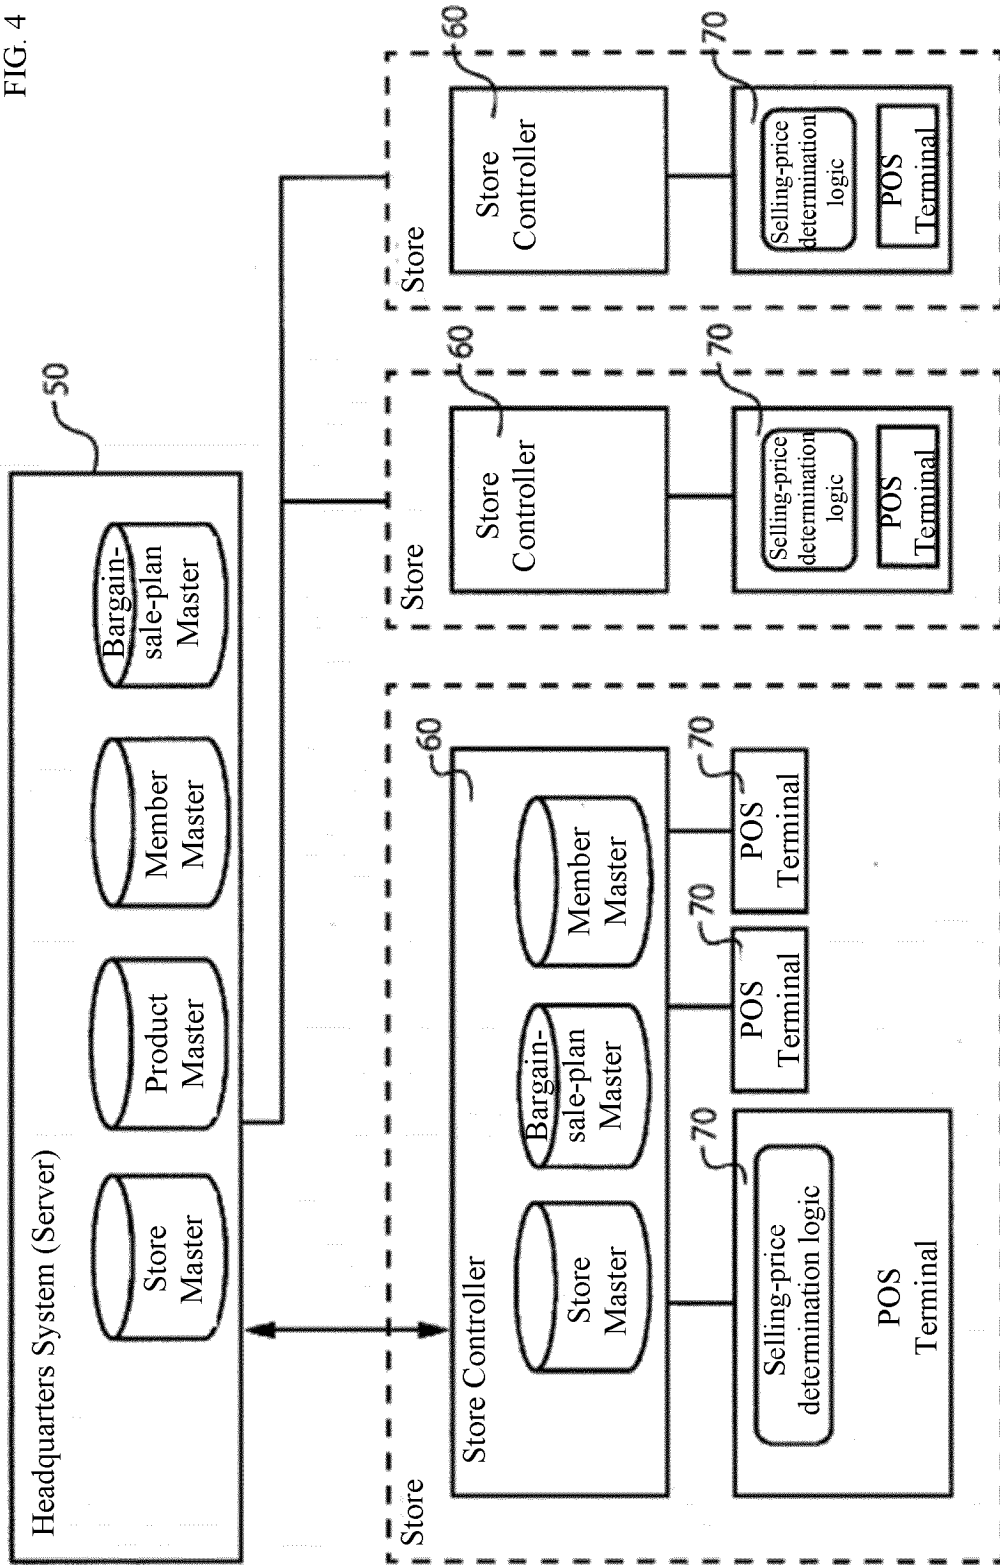 FIG. 4
Headquarters System (Server)
50
Store
Master
Product
Master
Member
Master
Bargain-
sale-plan
Master
Store
Store Controller
60
Store
Master
Bargain-
sale-plan
Master
Member
Master
70
Selling-price
determination logic
POS
Terminal
70
POS
Terminal
70
POS
Terminal
Store
60
Store
Controller
70
Selling-price
determination
logic
POS
Terminal
Store
60
Store
Controller
70
Selling-price
determination
logic
POS
Terminal